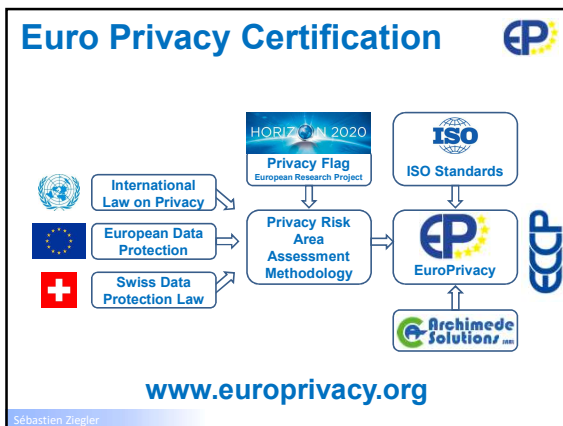 Euro Privacy Certification
EP
HORIZON 2020
Privacy Flag
European Research Project
ISO
ISO Standards
International
Law on Privacy
European Data
Protection
Swiss Data
Protection Law
Privacy Risk
Area
Assessment
Methodology
EP
EuroPrivacy
ECCP
Archimede
Solutions SARL
www.europrivacy.org
Sébastien Ziegler